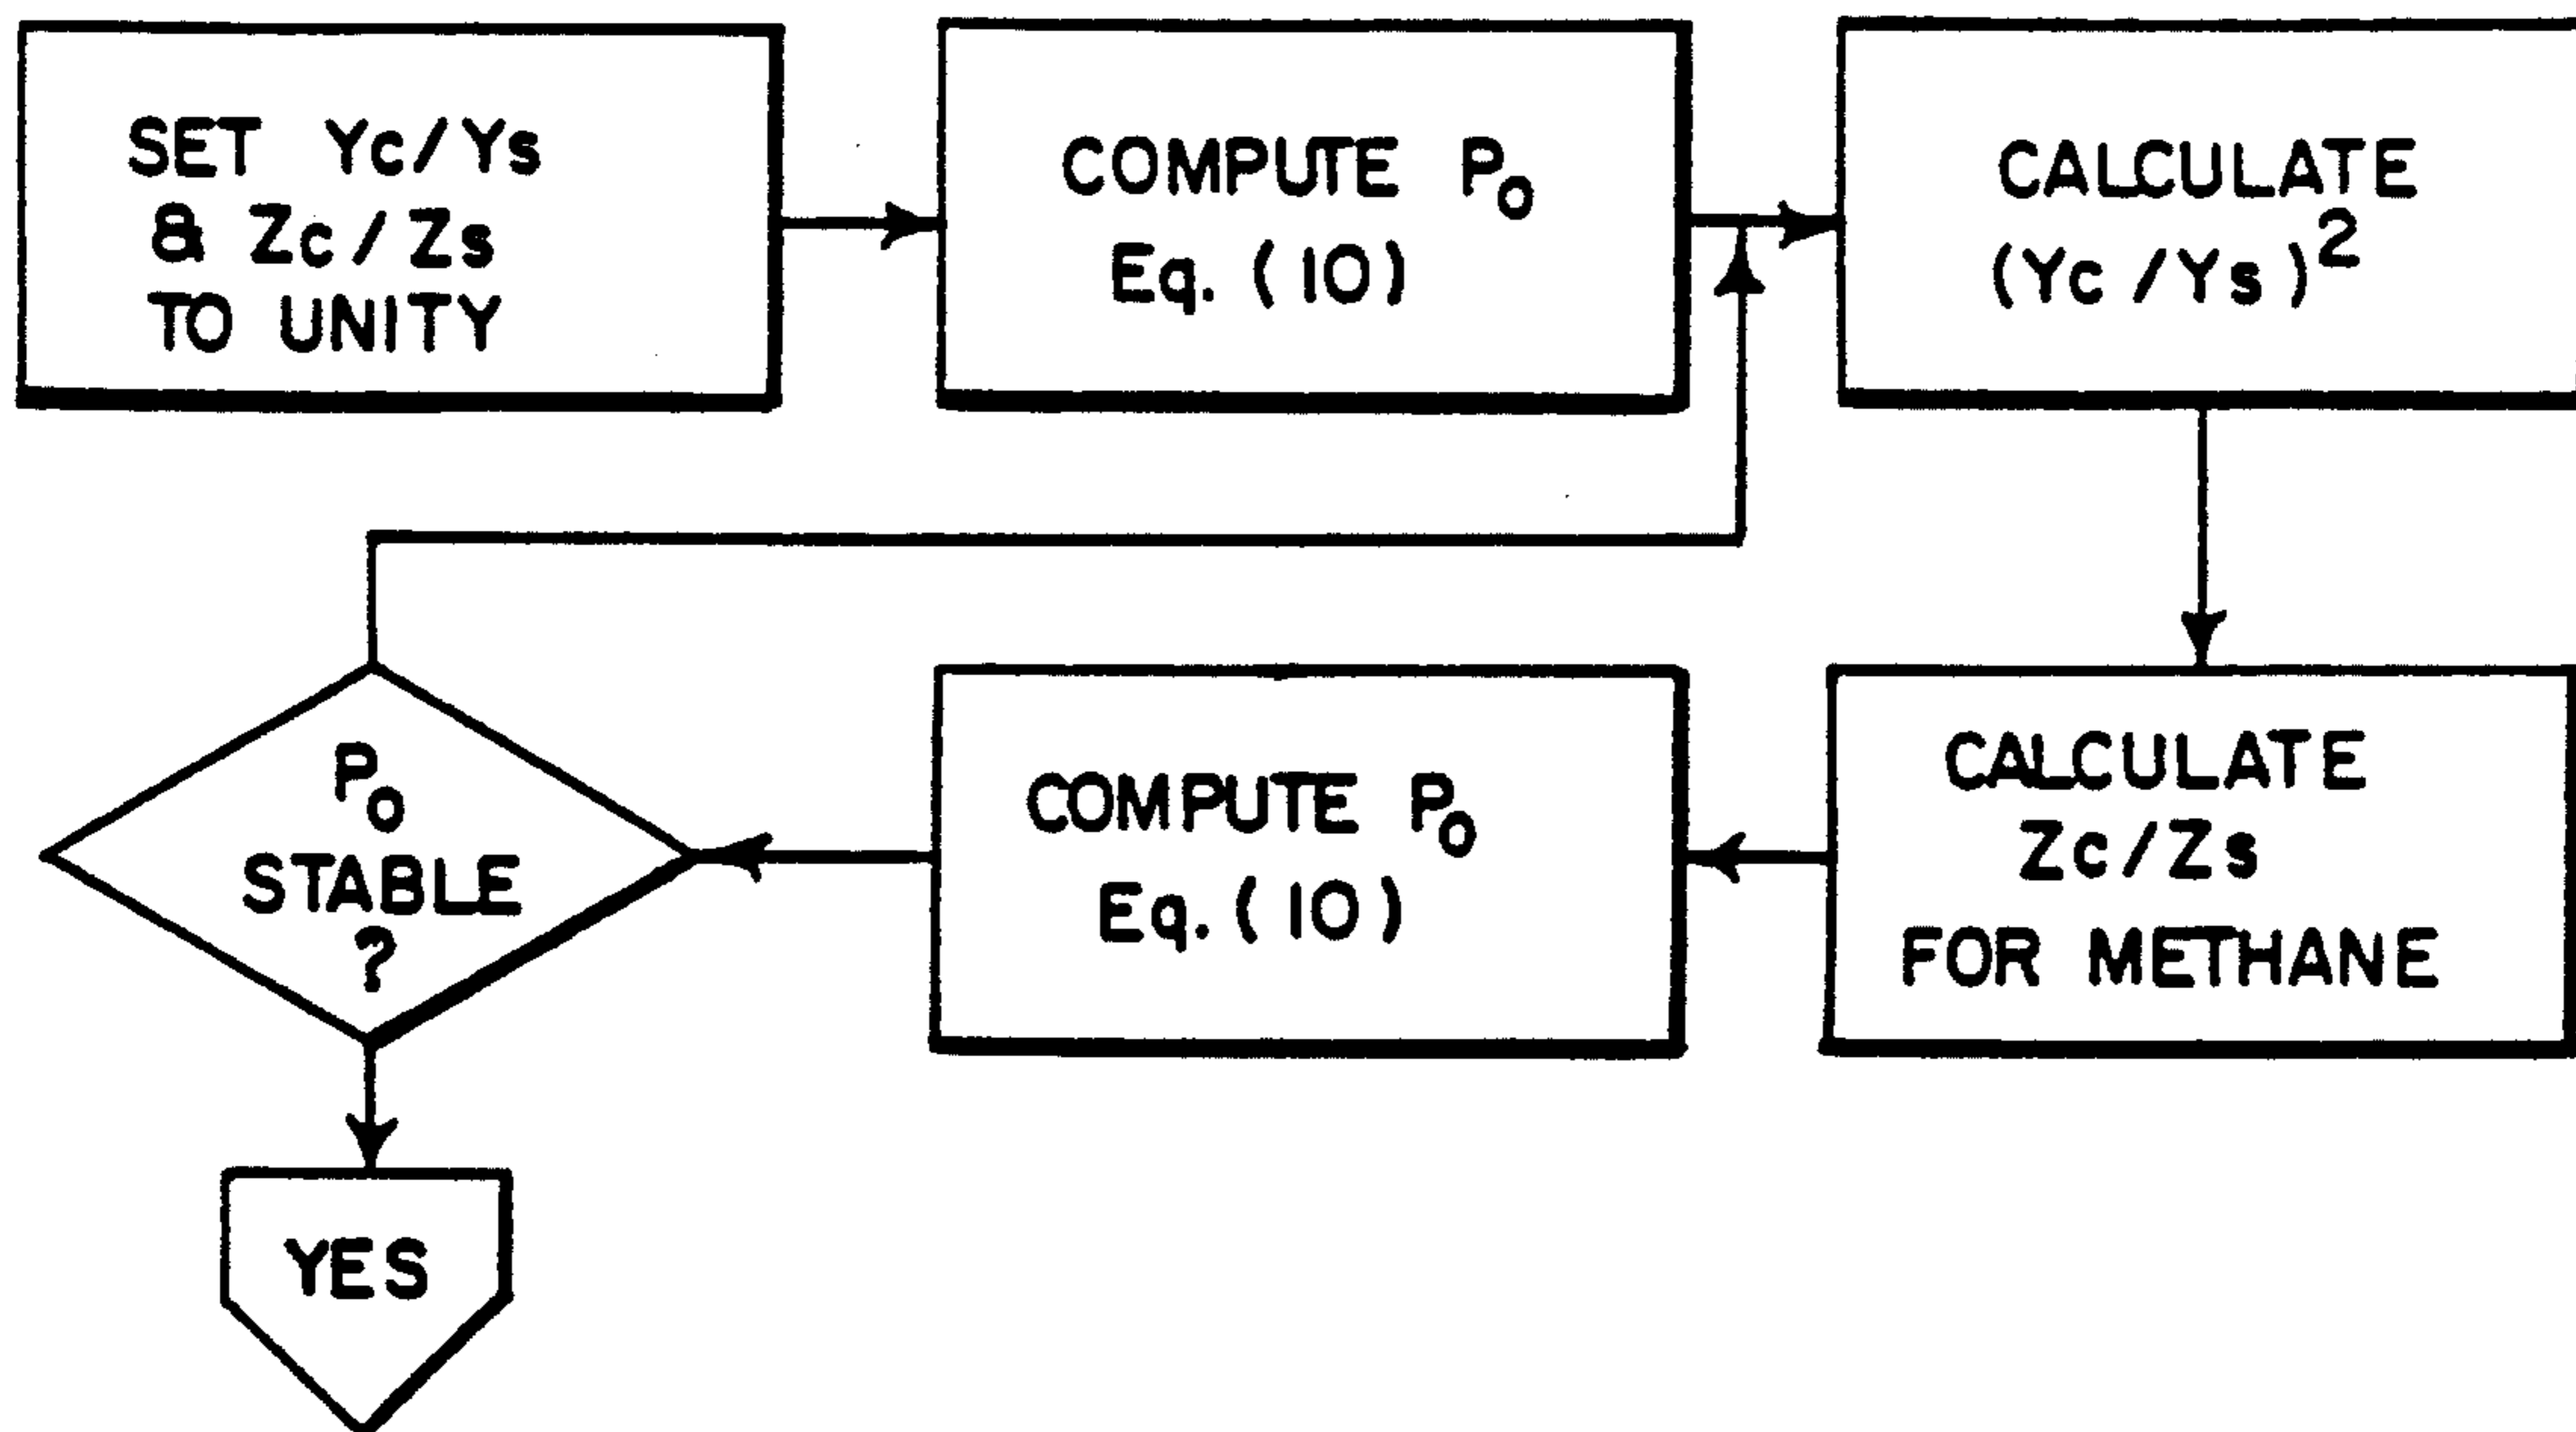 SET Yc/Ys
& Zc/Zs
TO UNITY
COMPUTE P₀
Eq. (10)
CALCULATE
(Yc/Ys)²
CALCULATE
Zc/Zs
FOR METHANE
COMPUTE P₀
Eq. (10)
P₀
STABLE
?
YES